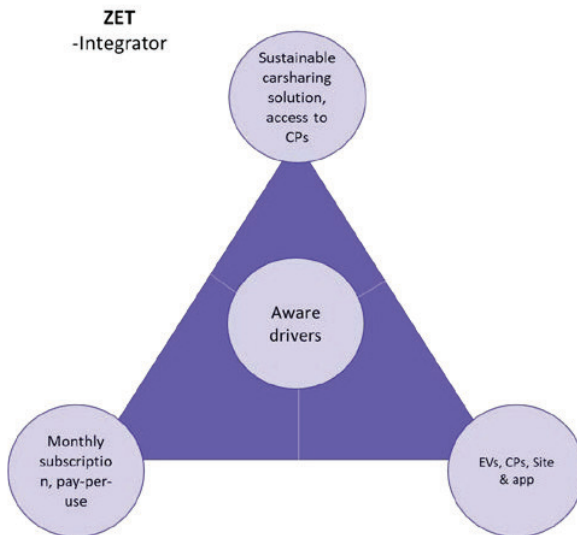 ZET
-Integrator
Sustainable
carsharing
solution,
access to
CPs
Aware
drivers
Monthly
subscriptio
n, pay-per-
use
EVs, CPs, Site
& app